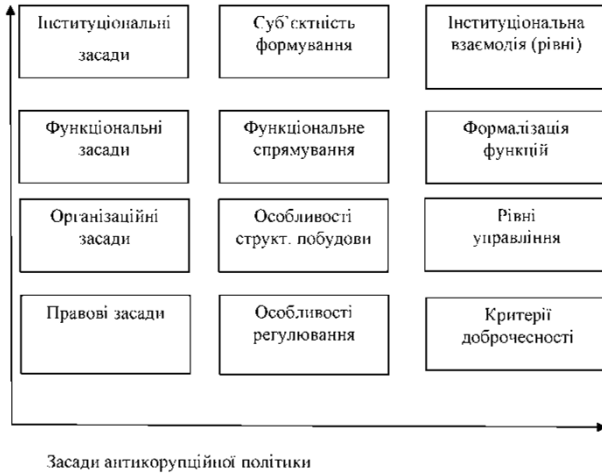 Інституціональні
засади
Суб`єктність
формування
Інституціональна
взаємодія (рівні)
Функціональні
засади
Функціональне
спрямування
Формалізація
функцій
Організаційні
засади
Особливості
структ. побудови
Рівні
управління
Правові засади
Особливості
регулювання
Критерії
доброчесності
Засади антикорупційної політики